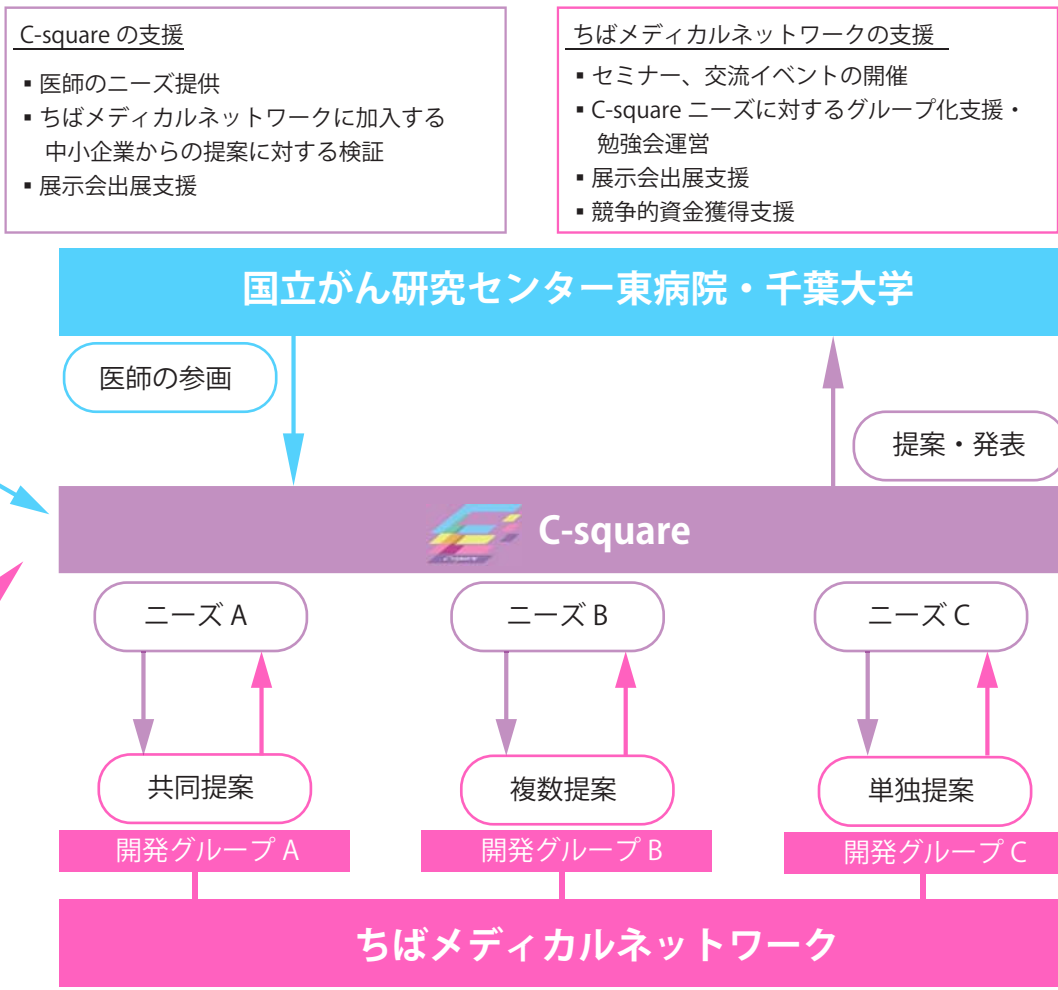 C-square の支援
▪ 医師のニーズ提供
▪ ちばメディカルネットワークに加入する
中小企業からの提案に対する検証
▪ 展示会出展支援
ちばメディカルネットワークの支援
▪ セミナー、交流イベントの開催
▪ C-square ニーズに対するグループ化支援・
勉強会運営
▪ 展示会出展支援
▪ 競争的資金獲得支援
国立がん研究センター東病院・千葉大学
医師の参画
提案・発表
C-square
ニーズ A
ニーズ B
ニーズ C
共同提案
複数提案
単独提案
開発グループ A
開発グループ B
開発グループ C
ちばメディカルネットワーク